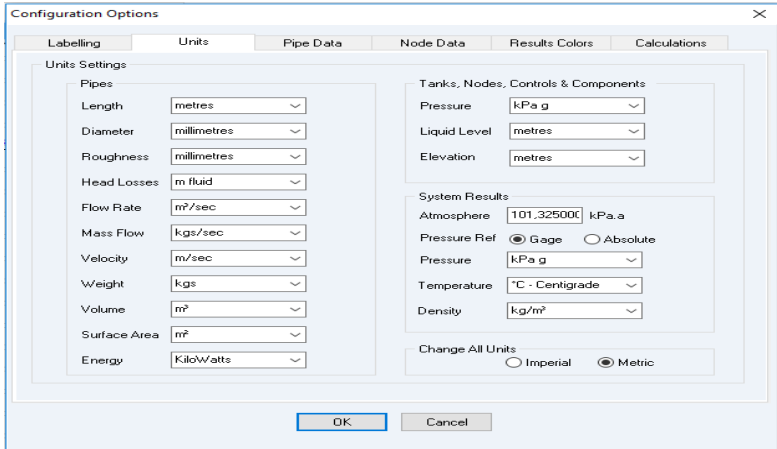 Configuration Options
Labelling Units Pipe Data Node Data Results Colors Calculations
Units Settings
Pipes
Length metres
Diameter millimetres
Roughness millimetres
Head Losses m fluid
Flow Rate m³/sec
Mass Flow kgs/sec
Velocity m/sec
Weight kgs
Volume m³
Surface Area m²
Energy KiloWatts
Tanks, Nodes, Controls & Components
Pressure kPa g
Liquid Level metres
Elevation metres
System Results
Atmosphere 101,325000 kPa.a
Pressure Ref Gage Absolute
Pressure kPa g
Temperature °C - Centigrade
Density kg/m³
Change All Units
Imperial Metric
OK Cancel